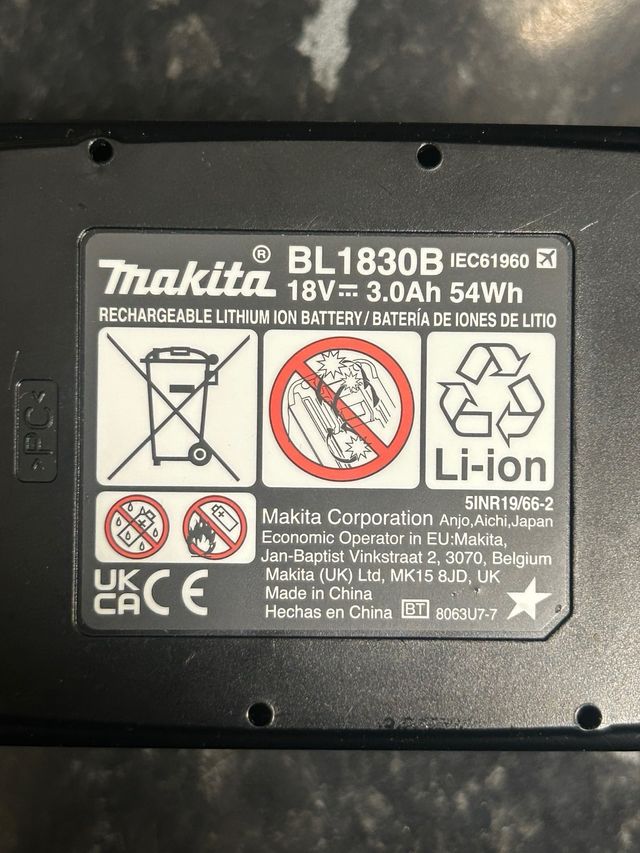 makita® BL1830B IEC61960
18V⎓ 3.0Ah 54Wh
RECHARGEABLE LITHIUM ION BATTERY / BATERÍA DE IONES DE LITIO
Li-ion
5INR19/66-2
Makita Corporation Anjo,Aichi,Japan
Economic Operator in EU:Makita,
Jan-Baptist Vinkstraat 2, 3070, Belgium
Makita (UK) Ltd, MK15 8JD, UK
Made in China
Hechas en China BT 8063U7-7
UK
CA CE
>PC<